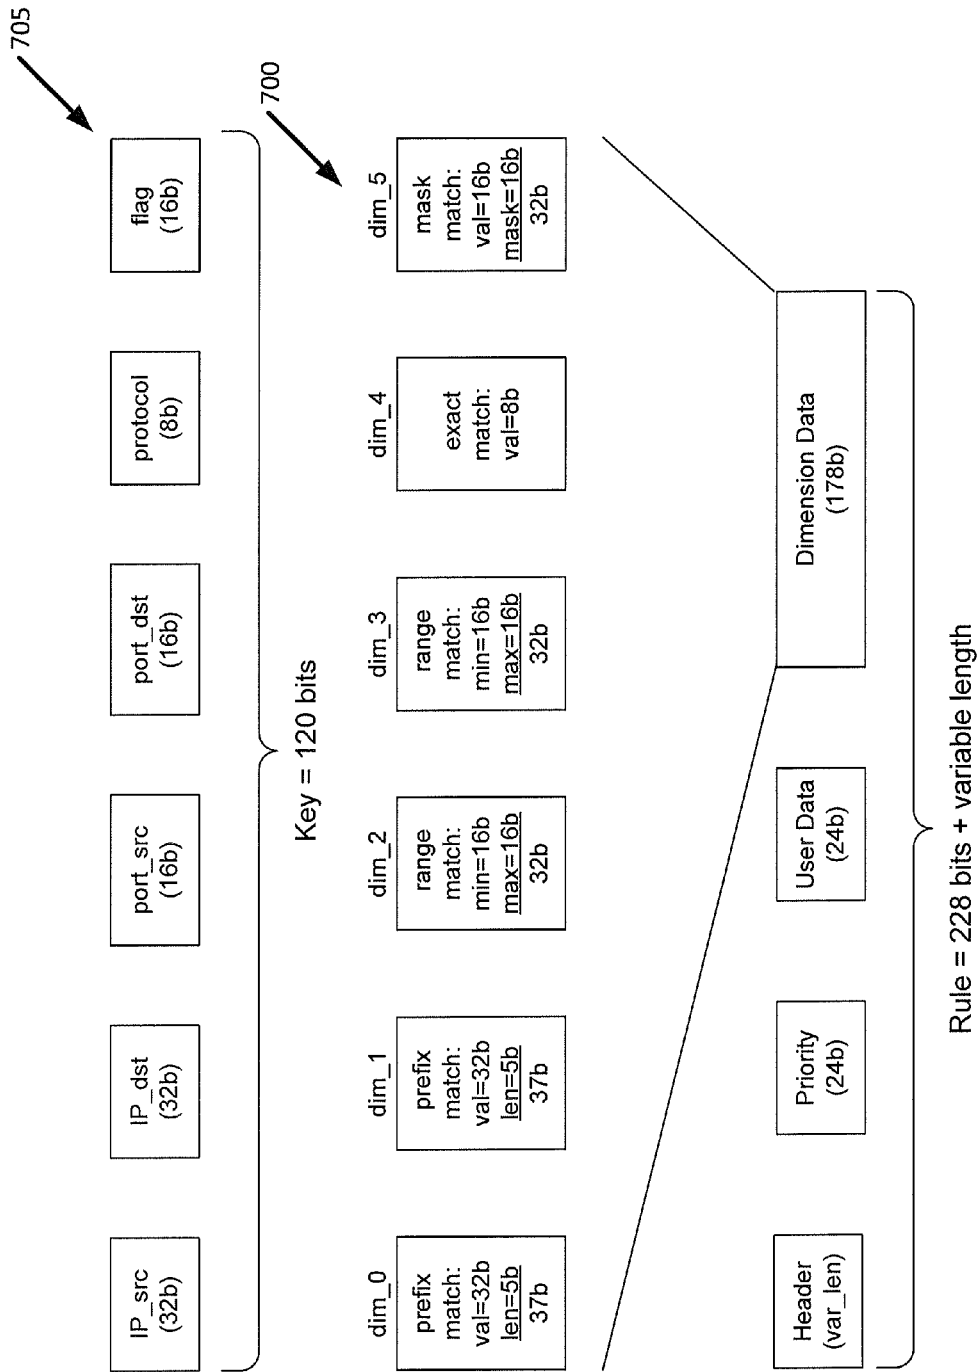 705
IP_src
(32b)
IP_dst
(32b)
port_src
(16b)
port_dst
(16b)
protocol
(8b)
flag
(16b)
Key = 120 bits
700
dim_0
prefix
match:
val=32b
len=5b
37b
dim_1
prefix
match:
val=32b
len=5b
37b
dim_2
range
match:
min=16b
max=16b
32b
dim_3
range
match:
min=16b
max=16b
32b
dim_4
exact
match:
val=8b
dim_5
mask
match:
val=16b
mask=16b
32b
Header
(var_len)
Priority
(24b)
User Data
(24b)
Dimension Data
(178b)
Rule = 228 bits + variable length